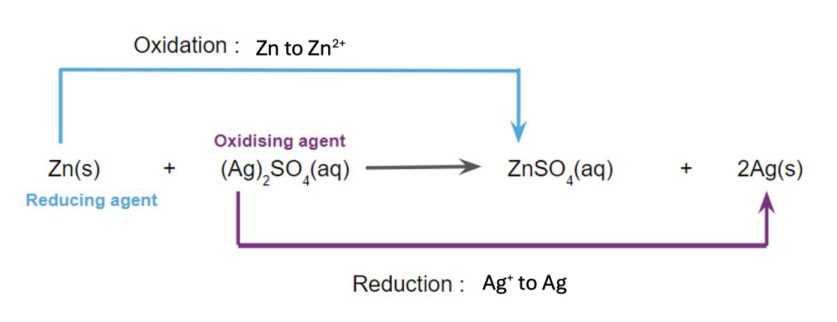 Oxidation : Zn to Zn²⁺
Oxidising agent
Zn(s) + (Ag)₂SO₄(aq) ⟶ ZnSO₄(aq) + 2Ag(s)
Reducing agent
Reduction : Ag⁺ to Ag